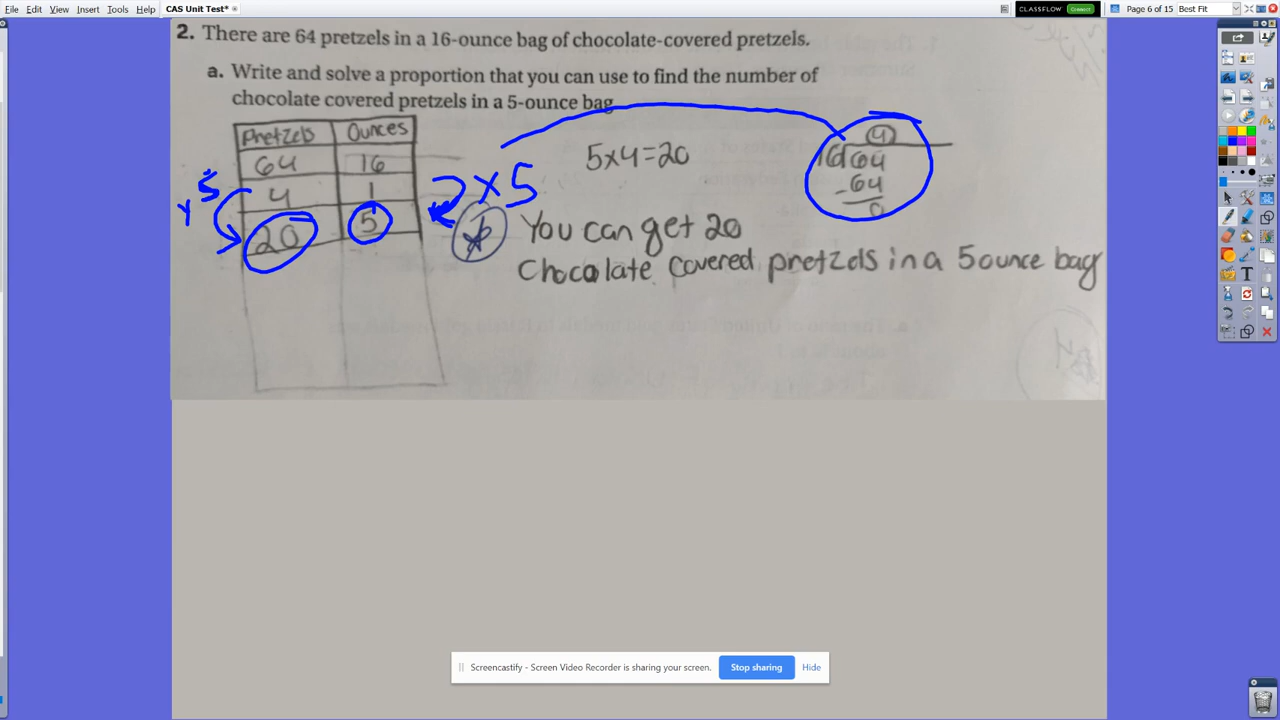 File Edit View Insert Tools Help CAS Unit Test* CLASSFLOW Connect Page 6 of 15 Best Fit
2. There are 64 pretzels in a 16-ounce bag of chocolate-covered pretzels.
a. Write and solve a proportion that you can use to find the number of
chocolate covered pretzels in a 5-ounce bag
Pretzels Ounces
64 16
4 1
20 5
x5
x5
5x4=20
4
16 64
-64
0
You can get 20
Chocolate covered pretzels in a 5 ounce bag
Screencastify - Screen Video Recorder is sharing your screen. Stop sharing Hide